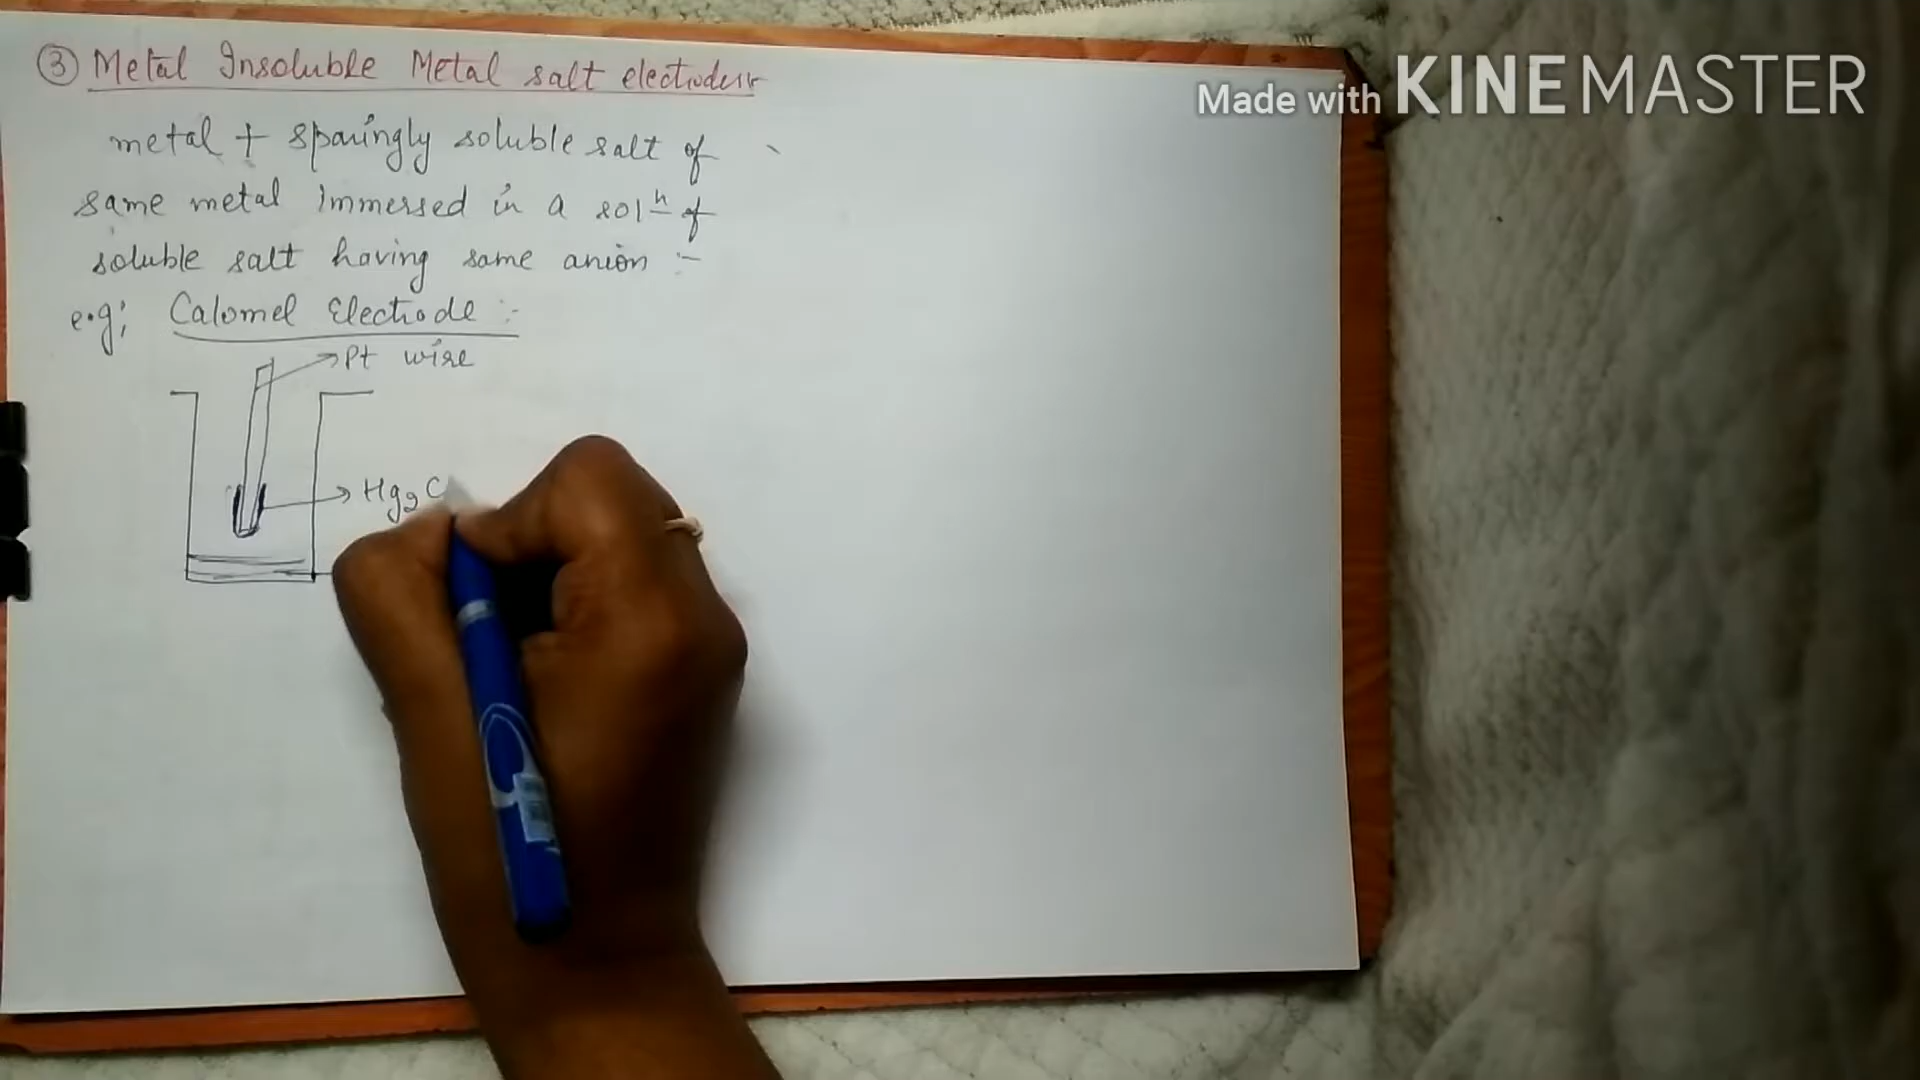 ③ Metal Insoluble Metal salt electrodes:-
metal + sparingly soluble salt of
same metal immersed in a solⁿ of
soluble salt having same anion :-
e.g; Calomel Electrode :-
Pt wire
Hg₂C
Made with KINEMASTER